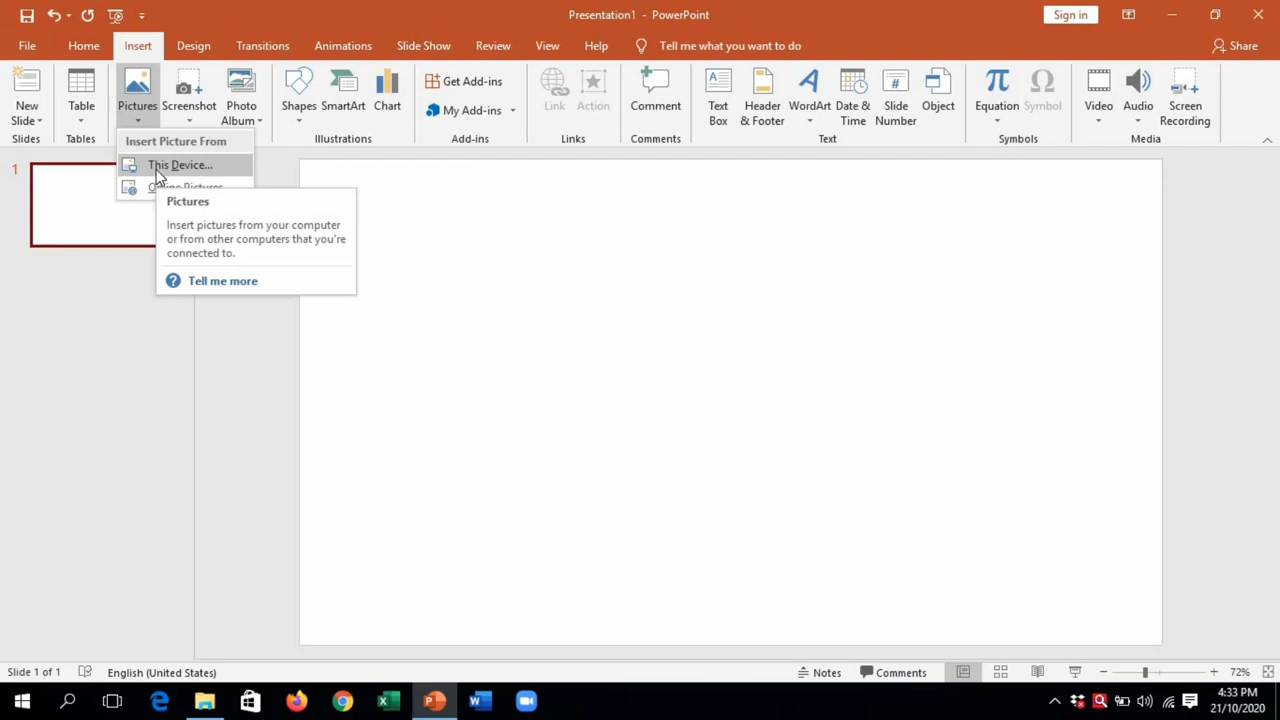 Presentation1 - PowerPoint
Sign in
File
Home
Insert
Design
Transitions
Animations
Slide Show
Review
View
Help
Tell me what you want to do
Share
New
Slide
Table
Pictures
Screenshot
Photo
Album
Shapes
SmartArt
Chart
Get Add-ins
My Add-ins
Link
Action
Comment
Text
Box
Header
& Footer
WordArt
Date &
Time
Slide
Number
Object
Equation
Symbol
Video
Audio
Screen
Recording
Slides
Tables
Illustrations
Add-ins
Links
Comments
Text
Symbols
Media
Insert Picture From
This Device...
Online Pictures...
Pictures
Insert pictures from your computer
or from other computers that you're
connected to.
Tell me more
1
Slide 1 of 1
English (United States)
Notes
Comments
72%
4:33 PM
21/10/2020